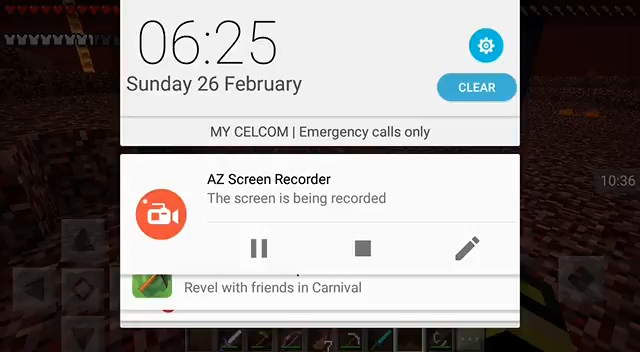 06:25
Sunday 26 February
CLEAR
MY CELCOM | Emergency calls only
AZ Screen Recorder
The screen is being recorded
10:36
Revel with friends in Carnival
7